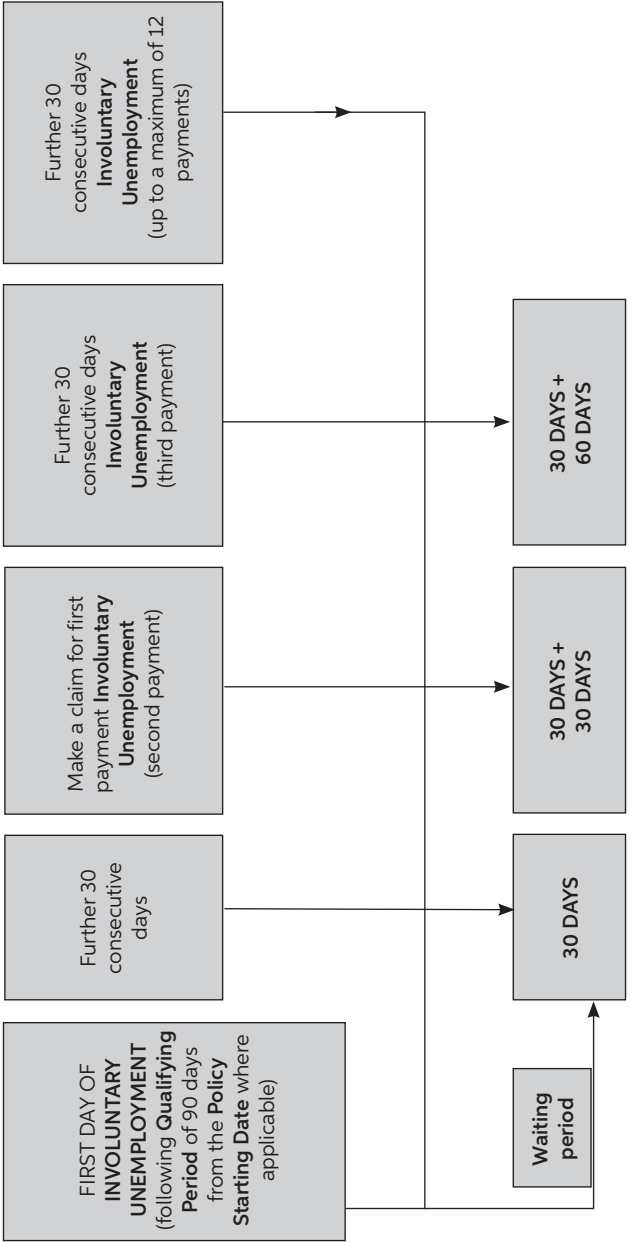 FIRST DAY OF
INVOLUNTARY
UNEMPLOYMENT
(following Qualifying
Period of 90 days
from the Policy
Starting Date where
applicable)
Further 30
consecutive
days
Make a claim for first
payment Involuntary
Unemployment
(second payment)
Further 30
consecutive days
Involuntary
Unemployment
(third payment)
Further 30
consecutive days
Involuntary
Unemployment
(up to a maximum of 12
payments)
Waiting
period
30 DAYS
30 DAYS +
30 DAYS
30 DAYS +
60 DAYS